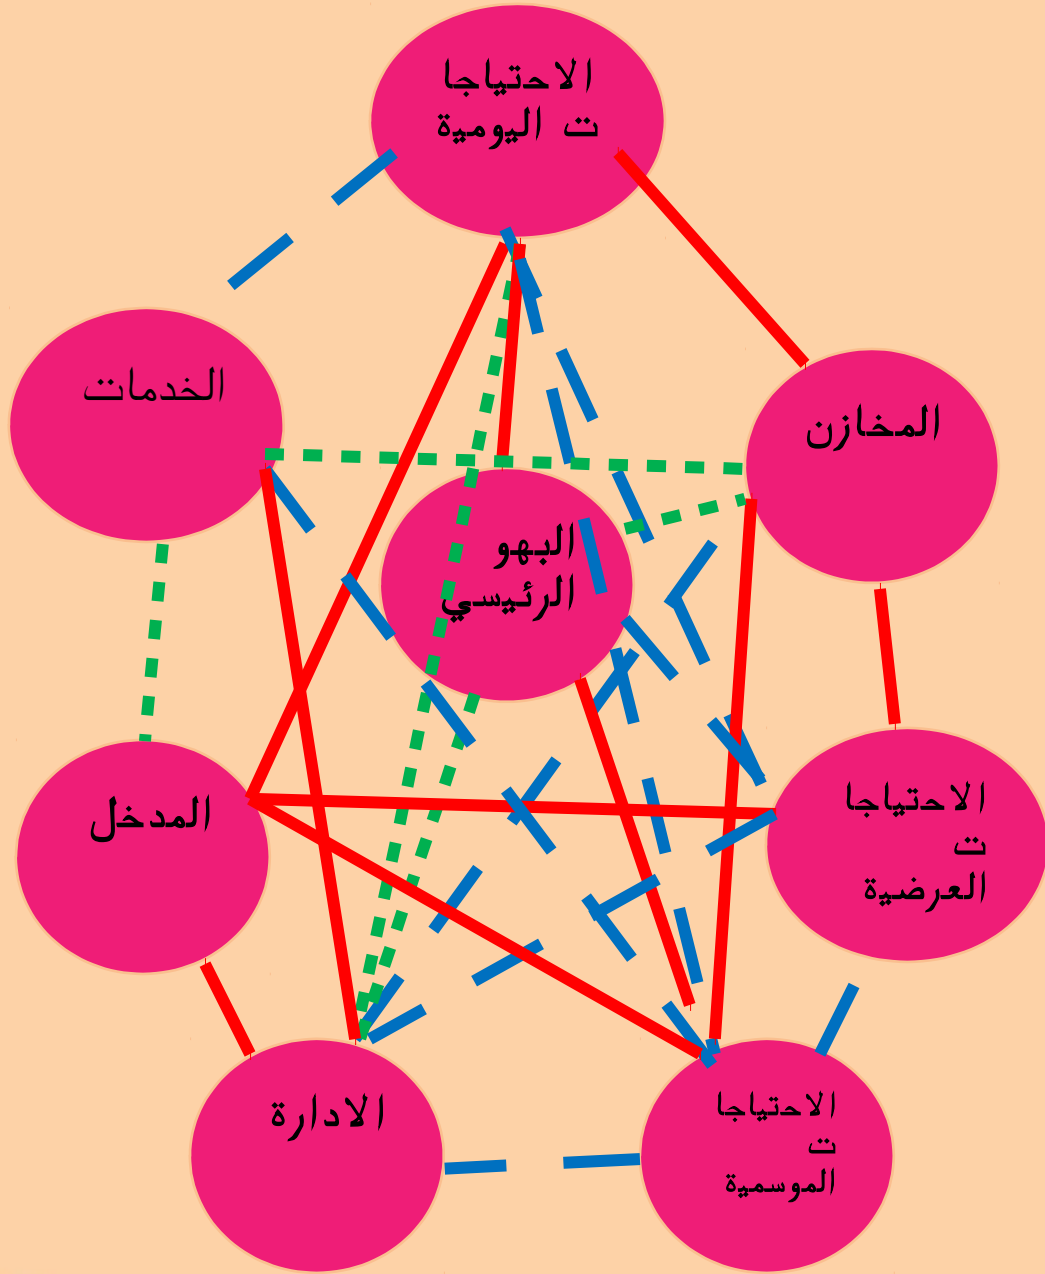 الاحتياجا
ت اليومية
الخدمات
المخازن
البهو
الرئيسي
المدخل
الاحتياجا
ت
العرضية
الادارة
الاحتياجا
ت
الموسمية